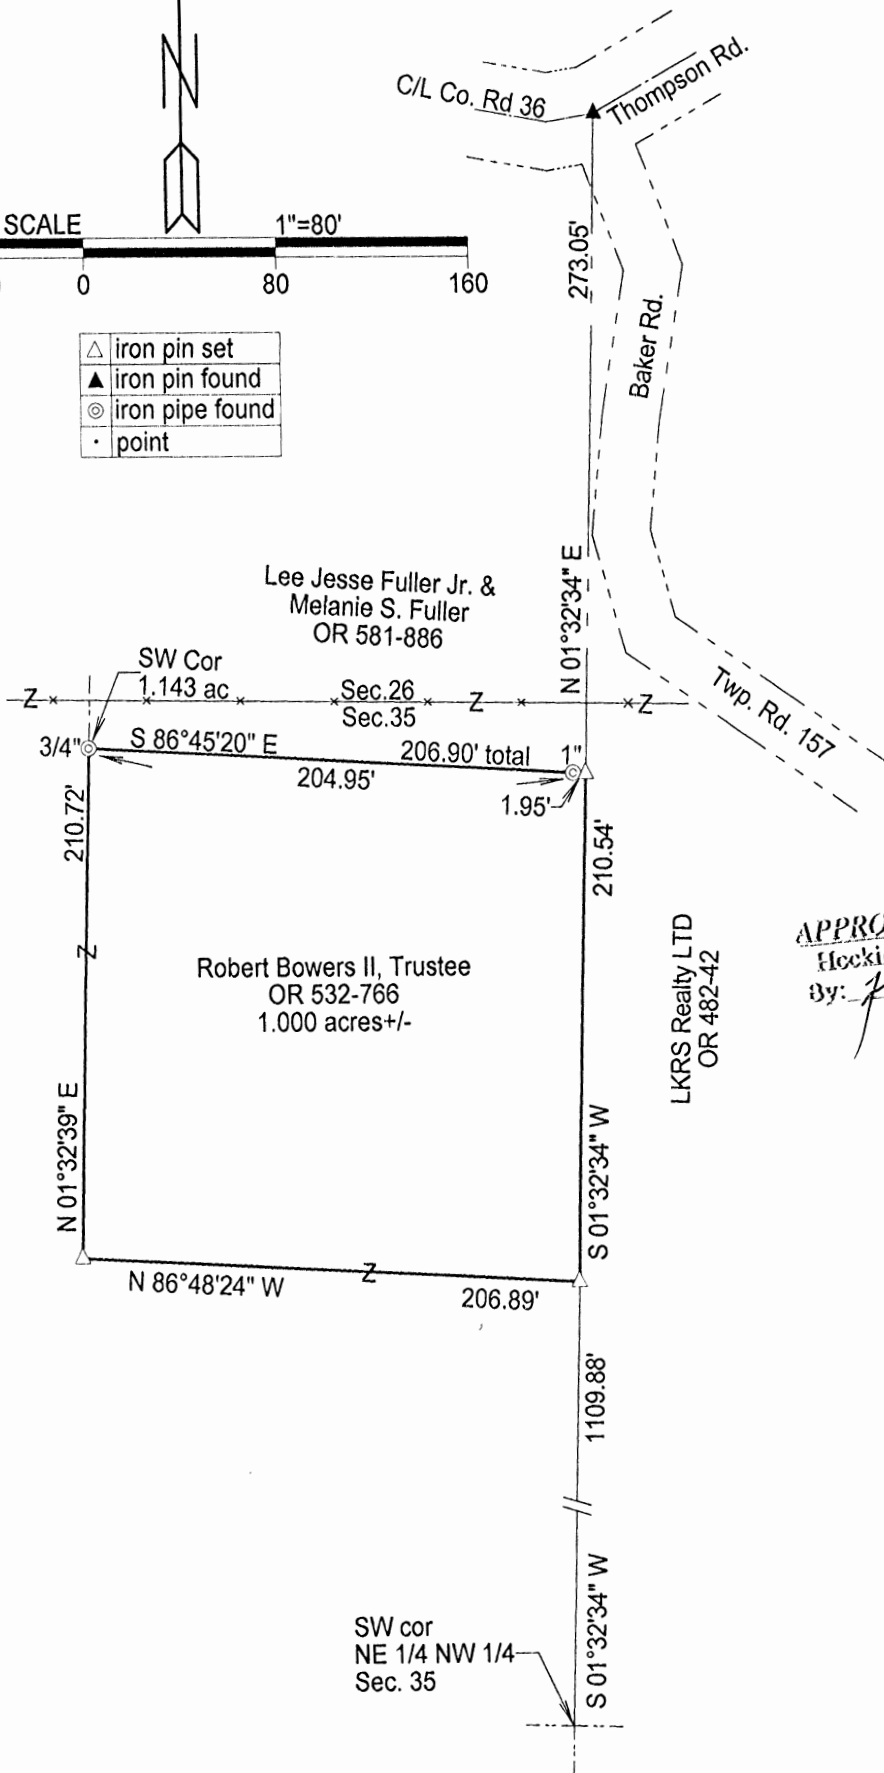 N
C/L Co. Rd 36
Thompson Rd.
SCALE 1"=80'
0 80 160
273.05'
Baker Rd.
△ iron pin set
▲ iron pin found
◎ iron pipe found
· point
N 01°32'34" E
Lee Jesse Fuller Jr. &
Melanie S. Fuller
OR 581-886
SW Cor
1.143 ac
Sec.26
Sec.35
Z
Z
Z
Twp. Rd. 157
3/4"
S 86°45'20" E
206.90' total
1"
204.95'
1.95'
210.72'
210.54'
Z
Robert Bowers II, Trustee
OR 532-766
1.000 acres+/-
LKRS Realty LTD
OR 482-42
APPRO
Hocki
By:
N 01°32'39" E
S 01°32'34" W
N 86°48'24" W
Z
206.89'
1109.88'
S 01°32'34" W
SW cor
NE 1/4 NW 1/4
Sec. 35